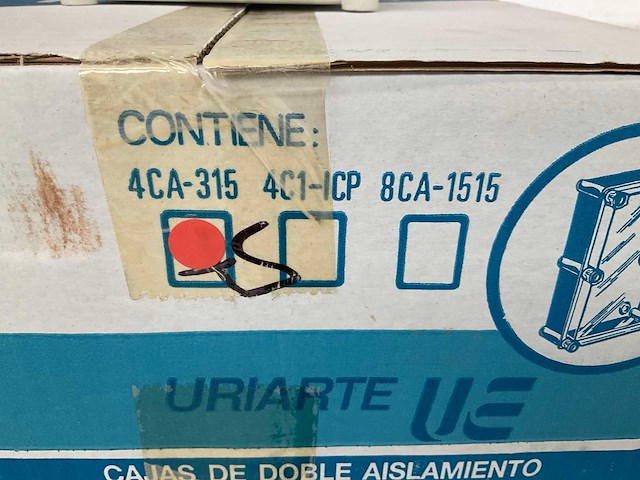 CONTIENE:
4CA-315 4C1-ICP 8CA-1515
URIARTE UE
CAJAS DE DOBLE AISLAMIENTO